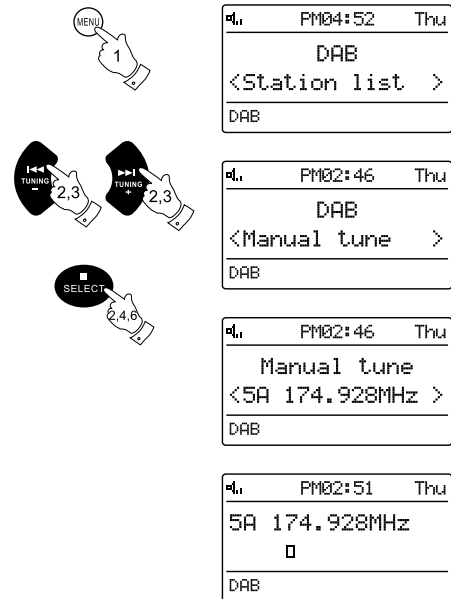 MENU
1
TUNING
–
2,3
TUNING
+
2,3
SELECT
2,4,6
PM04:52 Thu
DAB
<Station list >
DAB
PM02:46 Thu
DAB
<Manual tune >
DAB
PM02:46 Thu
Manual tune
<5A 174.928MHz >
DAB
PM02:51 Thu
5A 174.928MHz
DAB